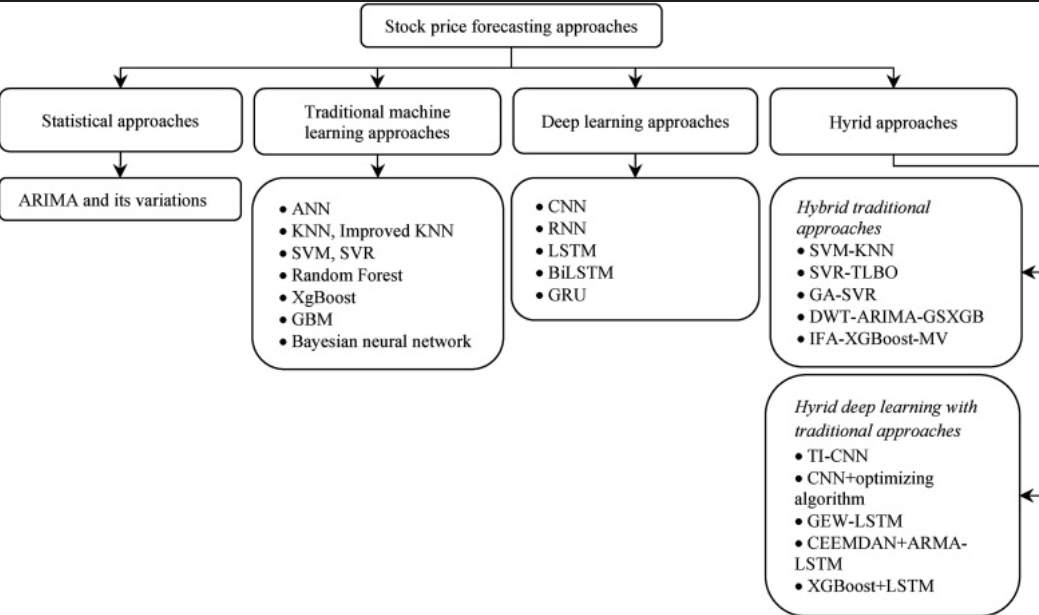 Stock price forecasting approaches
Statistical approaches
Traditional machine
learning approaches
Deep learning approaches
Hyrid approaches
ARIMA and its variations
• ANN
• KNN, Improved KNN
• SVM, SVR
• Random Forest
• XgBoost
• GBM
• Bayesian neural network
• CNN
• RNN
• LSTM
• BiLSTM
• GRU
Hybrid traditional
approaches
• SVM-KNN
• SVR-TLBO
• GA-SVR
• DWT-ARIMA-GSXGB
• IFA-XGBoost-MV
Hyrid deep learning with
traditional approaches
• TI-CNN
• CNN+optimizing
algorithm
• GEW-LSTM
• CEEMDAN+ARMA-
LSTM
• XGBoost+LSTM